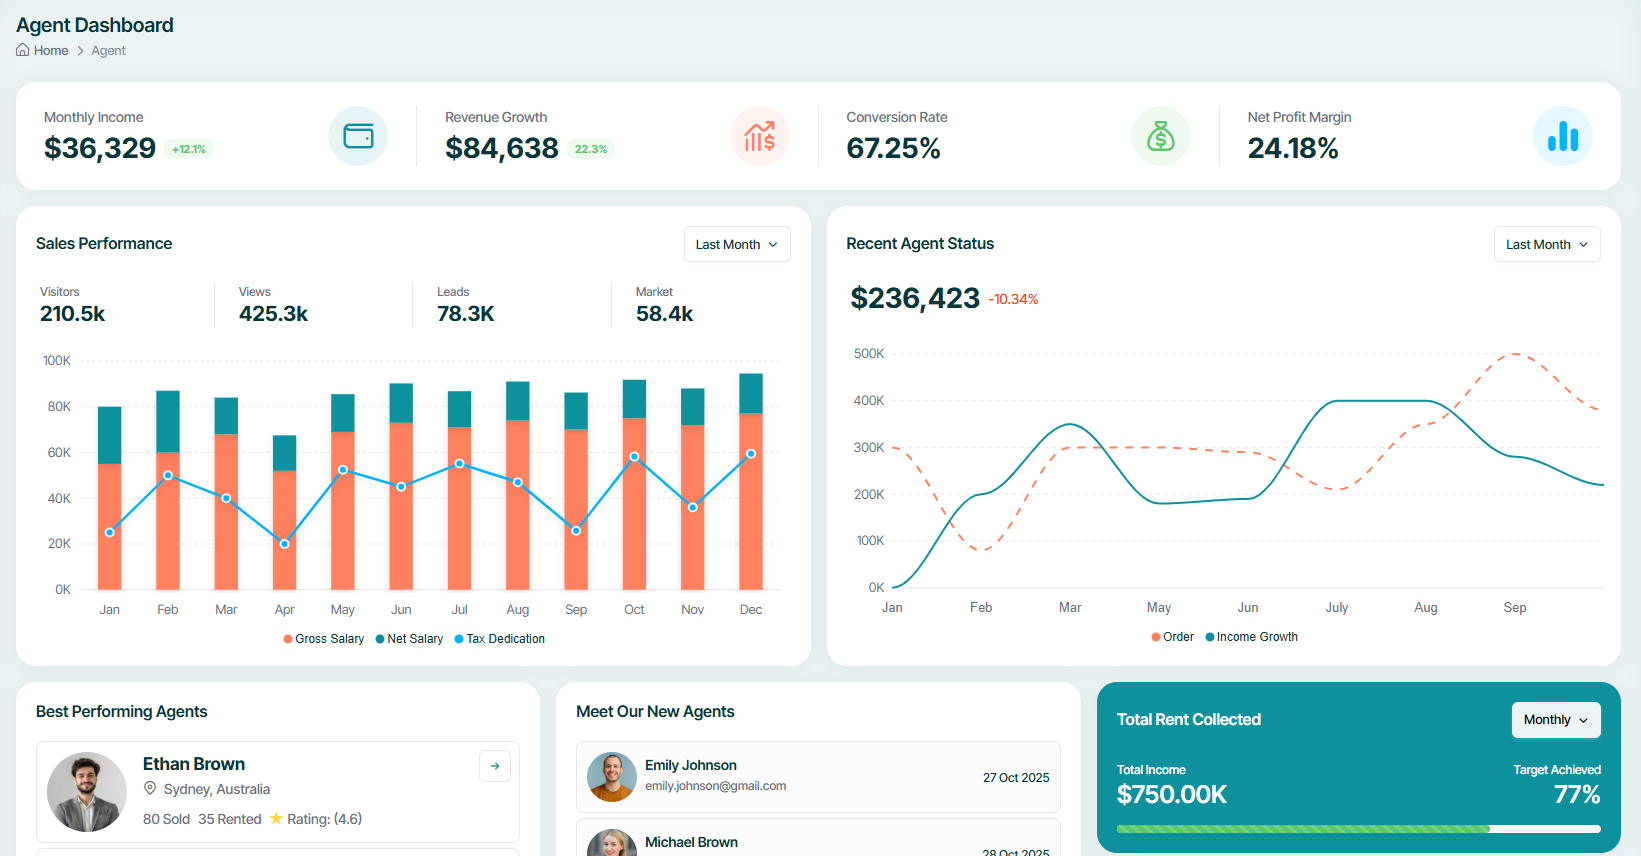 Agent Dashboard
Home > Agent
Monthly Income
$36,329 +12.1%
Revenue Growth
$84,638 22.3%
Conversion Rate
67.25%
Net Profit Margin
24.18%
Sales Performance
Last Month
Visitors
210.5k
Views
425.3k
Leads
78.3K
Market
58.4k
100K
80K
60K
40K
20K
0K
Jan Feb Mar Apr May Jun Jul Aug Sep Oct Nov Dec
Gross Salary Net Salary Tax Dedication
Recent Agent Status
Last Month
$236,423 -10.34%
500K
400K
300K
200K
100K
0K
Jan Feb Mar May Jun July Aug Sep
Order Income Growth
Best Performing Agents
Ethan Brown
Sydney, Australia
80 Sold 35 Rented Rating: (4.6)
Meet Our New Agents
Emily Johnson
emily.johnson@gmail.com
27 Oct 2025
Michael Brown
28 Oct 2025
Total Rent Collected
Monthly
Total Income
$750.00K
Target Achieved
77%